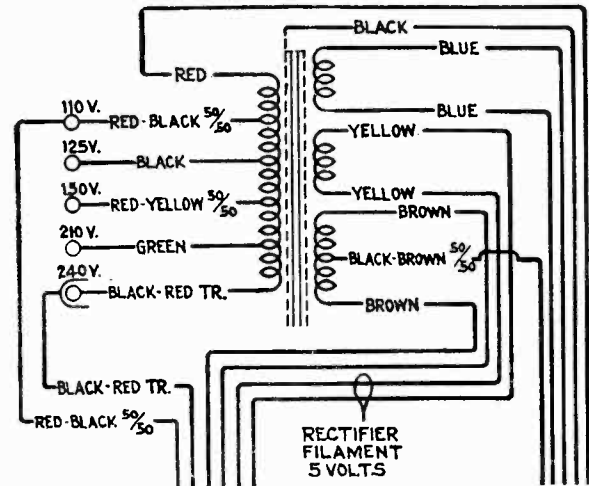 BLACK
BLUE
RED
110 V.
RED-BLACK 50/50
BLUE
125V.
YELLOW
BLACK
150V.
RED-YELLOW 50/50
YELLOW
BROWN
210 V.
GREEN
BLACK-BROWN 50/50
240V.
BLACK-RED TR.
BROWN
BLACK-RED TR.
RED-BLACK 50/50
RECTIFIER
FILAMENT
5 VOLTS